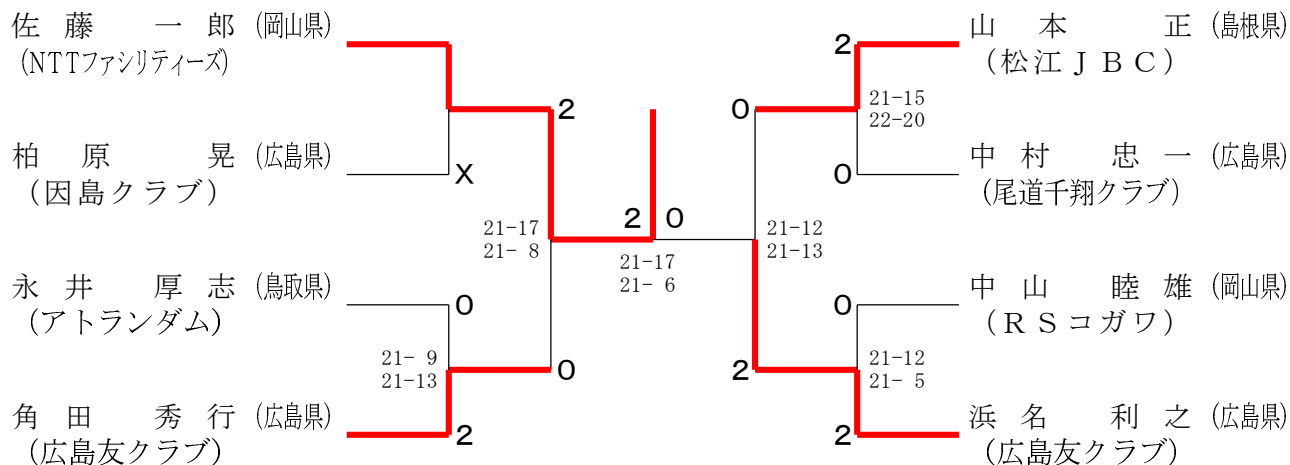 佐藤 一郎 (岡山県)
(NTTファシリティーズ)
柏原 晃 (広島県)
(因島クラブ)
永井 厚志 (鳥取県)
(アトランダム)
角田 秀行 (広島県)
(広島友クラブ)
2
X
0
2
21-17
21- 8
21- 9
21-13
0
2 0
21-17
21- 6
0
2
21-12
21-13
2
21-15
22-20
0
0
21-12
21- 5
2
山本 正 (島根県)
(松江JBC)
中村 忠一 (広島県)
(尾道千翔クラブ)
中山 睦雄 (岡山県)
(RSコガワ)
浜名 利之 (広島県)
(広島友クラブ)